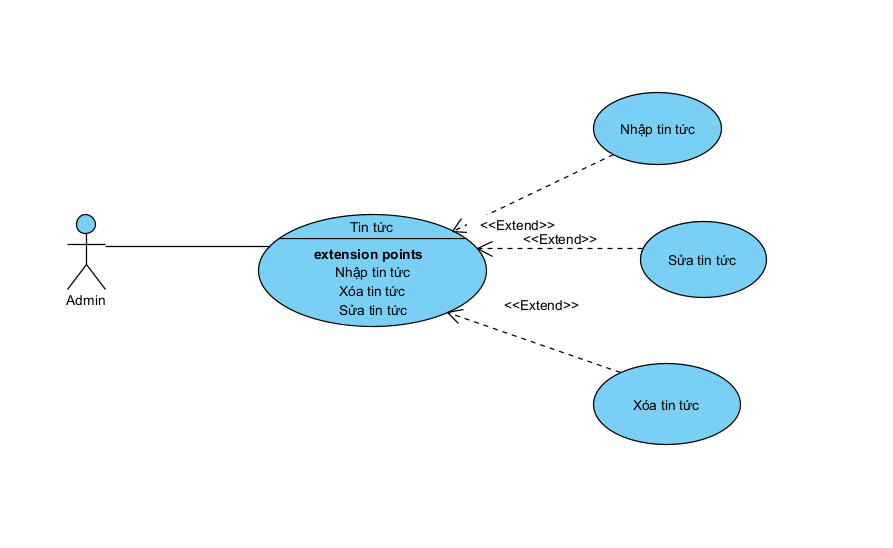 Nhập tin tức
Tin tức
<<Extend>>
<<Extend>>
extension points
Nhập tin tức
Xóa tin tức
Sửa tin tức
Sửa tin tức
Admin
<<Extend>>
Xóa tin tức